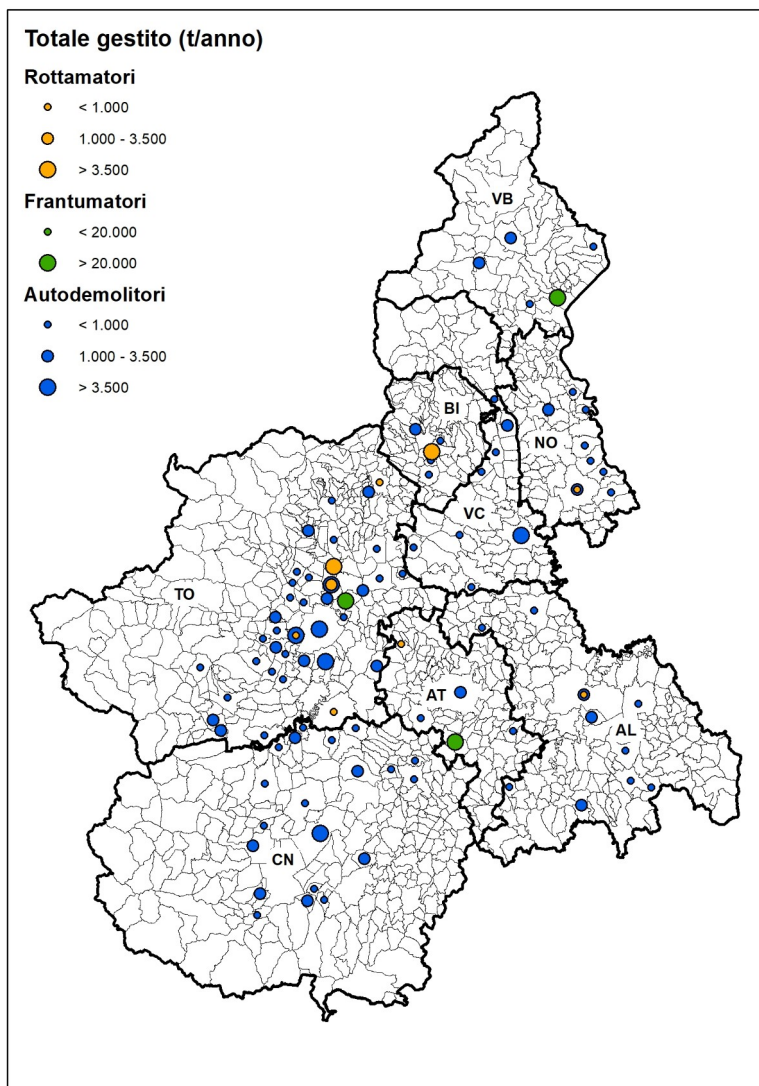 Totale gestito (t/anno)
Rottamatori
< 1.000
1.000 - 3.500
> 3.500
Frantumatori
< 20.000
> 20.000
Autodemolitori
< 1.000
1.000 - 3.500
> 3.500
VB
BI
NO
VC
TO
AT
AL
CN